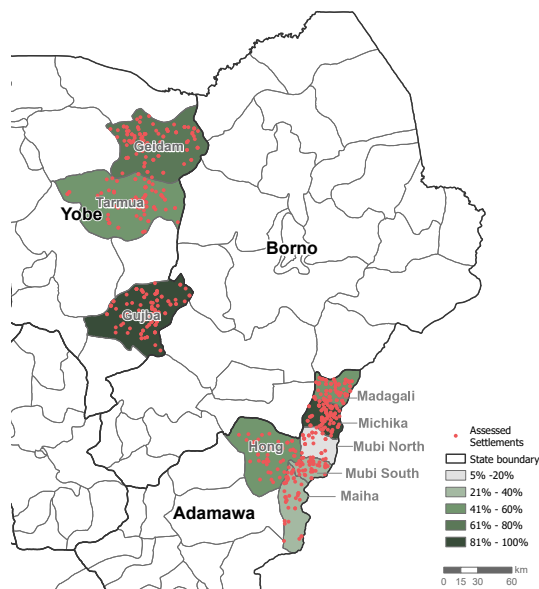 Geidam
Tarmua
Yobe
Borno
Gujba
Madagali
Michika
Mubi North
Hong
Mubi South
Maiha
Adamawa
Assessed
Settlements
State boundary
5% -20%
21% - 40%
41% - 60%
61% - 80%
81% - 100%
km
0 15 30 60